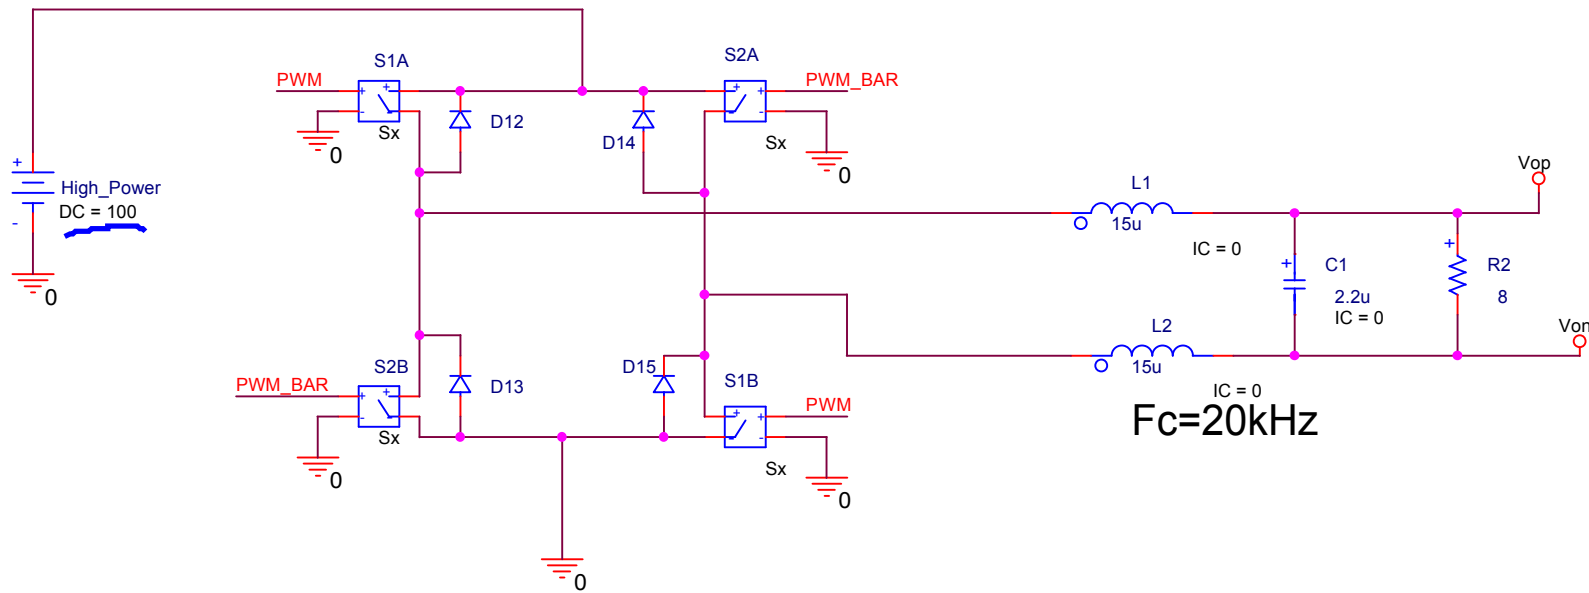 S1A
S2A
PWM
PWM_BAR
+
+
+
+
-
-
D12
D14
Sx
Sx
0
0
+
High_Power
DC = 100
-
0
Vop
L1
15u
IC = 0
+
C1
2.2u
IC = 0
+
R2
8
Von
L2
15u
IC = 0
Fc=20kHz
S2B
D13
D15
S1B
PWM_BAR
PWM
+
+
+
+
-
-
Sx
Sx
0
0
0